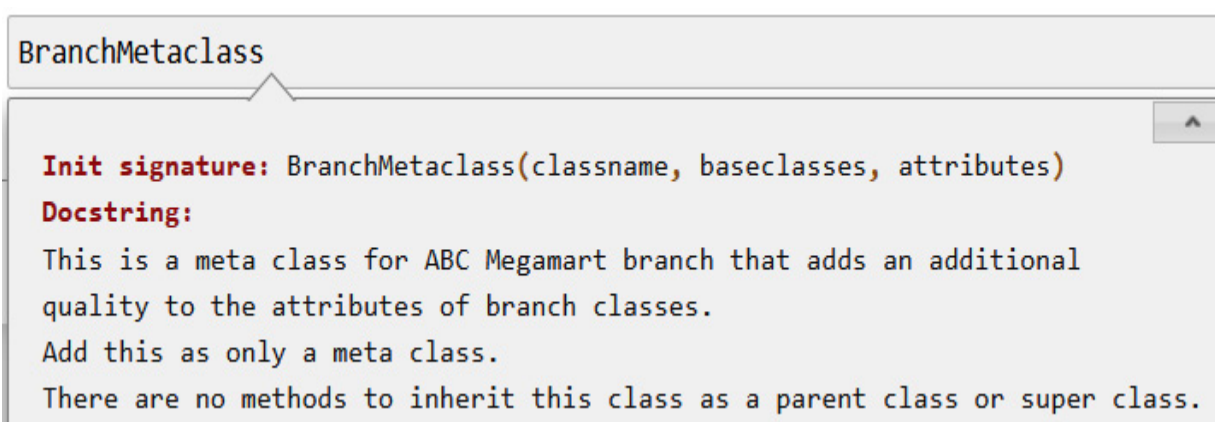 BranchMetaclass
Init signature: BranchMetaclass(classname, baseclasses, attributes)
Docstring:
This is a meta class for ABC Megamart branch that adds an additional
quality to the attributes of branch classes.
Add this as only a meta class.
There are no methods to inherit this class as a parent class or super class.